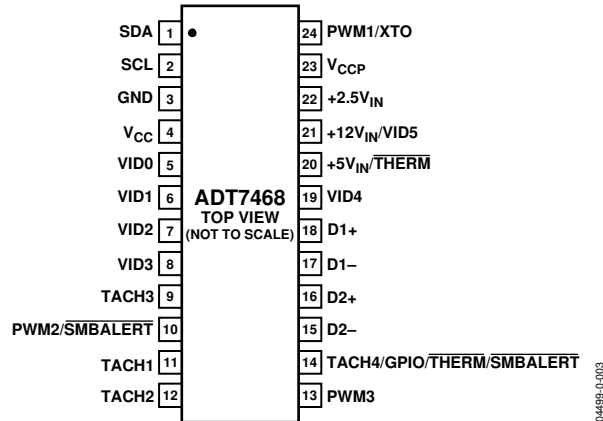 SDA 1
SCL 2
GND 3
VCC 4
VID0 5
VID1 6
VID2 7
VID3 8
TACH3 9
PWM2/SMBALERT 10
TACH1 11
TACH2 12
ADT7468
TOP VIEW
(NOT TO SCALE)
24 PWM1/XTO
23 VCCP
22 +2.5VIN
21 +12VIN/VID5
20 +5VIN/THERM
19 VID4
18 D1+
17 D1–
16 D2+
15 D2–
14 TACH4/GPIO/THERM/SMBALERT
13 PWM3
04499-0-003